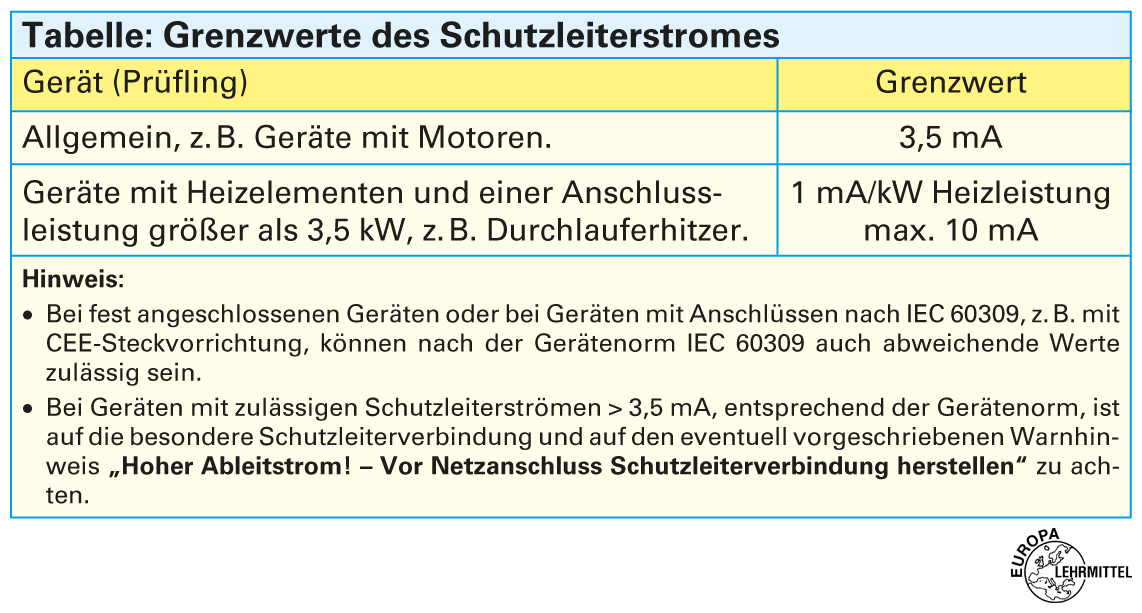 Tabelle: Grenzwerte des Schutzleiterstromes
Gerät (Prüfling) Grenzwert
Allgemein, z. B. Geräte mit Motoren. 3,5 mA
Geräte mit Heizelementen und einer Anschluss-
leistung größer als 3,5 kW, z. B. Durchlauferhitzer.
1 mA/kW Heizleistung
max. 10 mA
Hinweis:
• Bei fest angeschlossenen Geräten oder bei Geräten mit Anschlüssen nach IEC 60309, z. B. mit
CEE-Steckvorrichtung, können nach der Gerätenorm IEC 60309 auch abweichende Werte
zulässig sein.
• Bei Geräten mit zulässigen Schutzleiterströmen > 3,5 mA, entsprechend der Gerätenorm, ist
auf die besondere Schutzleiterverbindung und auf den eventuell vorgeschriebenen Warnhin-
weis „Hoher Ableitstrom! – Vor Netzanschluss Schutzleiterverbindung herstellen“ zu ach-
ten.
EUROPA
LEHRMITTEL